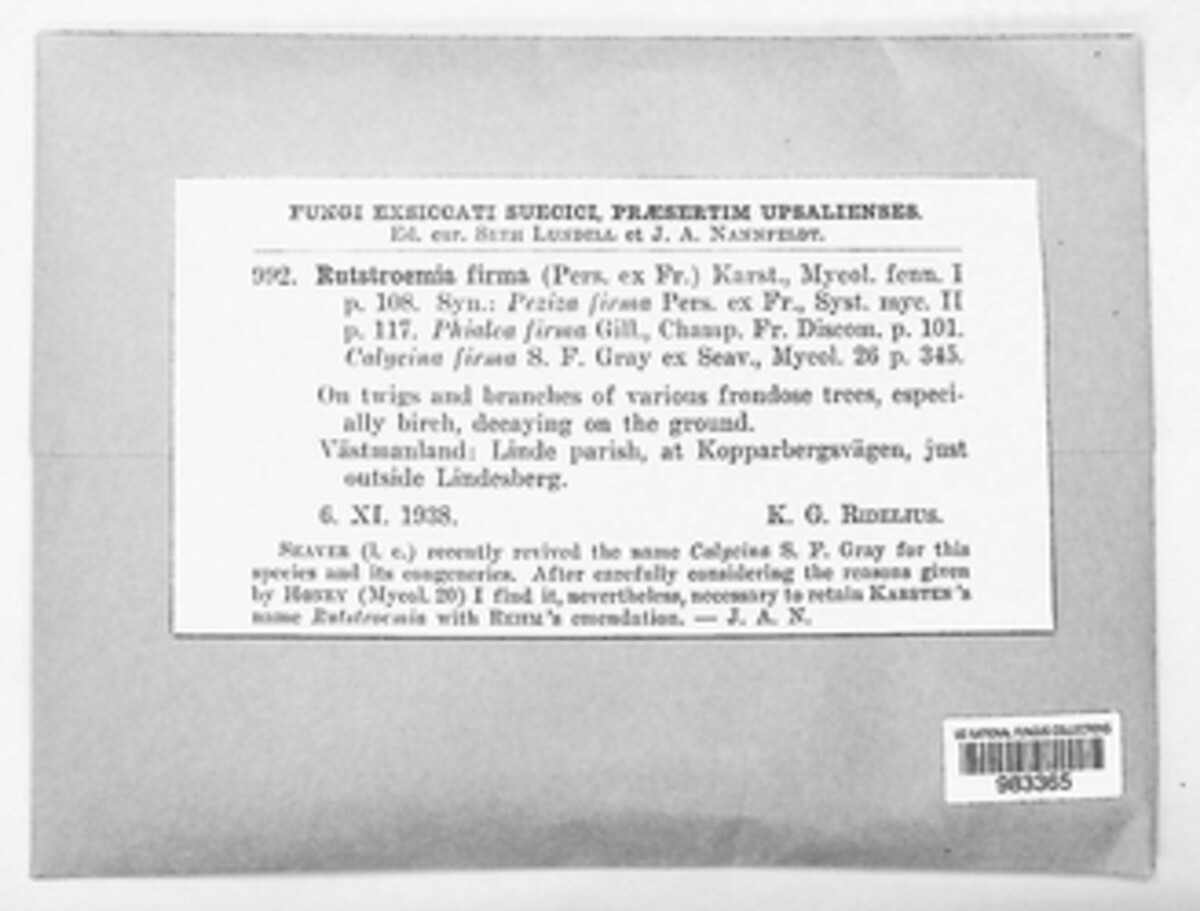 FUNGI EXSICCATI SUECICI, PRÆSERTIM UPSALIENSES.
Ed. cur. SETH LUNDELL et J. A. NANNFELDT.
992. Rutstroemia firma (Pers. ex Fr.) Karst., Mycol. fenn. I
p. 108. Syn.: Peziza firma Pers. ex Fr., Syst. myc. II
p. 117. Phialea firma Gill., Champ. Fr. Discom. p. 101.
Calycina firma S. F. Gray ex Seav., Mycol. 26 p. 345.
On twigs and branches of various frondose trees, especi-
ally birch, decaying on the ground.
Västmanland: Linde parish, at Kopparbergsvägen, just
outside Lindesberg.
6. XI. 1938. K. G. RIDELIUS.
SEAVER (l. c.) recently revived the name Calycina S. F. Gray for this
species and its congenerics. After carefully considering the reasons given
by HONEY (Mycol. 20) I find it, nevertheless, necessary to retain KARSTEN's
name Rutstroemia with REHM's emendation. — J. A. N.
US NATIONAL FUNGUS COLLECTIONS
983365